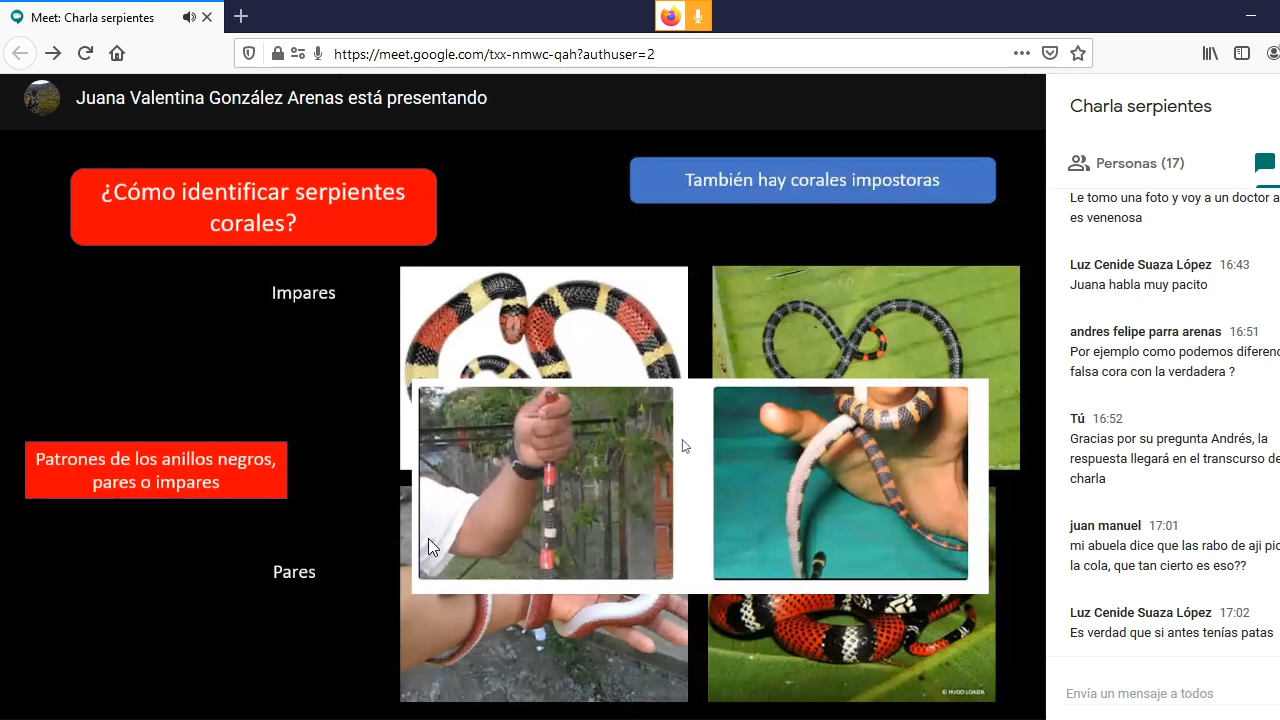 Meet: Charla serpientes
https://meet.google.com/txx-nmwc-qah?authuser=2
Juana Valentina González Arenas está presentando
¿Cómo identificar serpientes
corales?
También hay corales impostoras
Impares
Patrones de los anillos negros,
pares o impares
Pares
© HUGO LOAIZA
Charla serpientes
Personas (17)
Le tomo una foto y voy a un doctor a
es venenosa
Luz Cenide Suaza López 16:43
Juana habla muy pacito
andres felipe parra arenas 16:51
Por ejemplo como podemos diferenc
falsa cora con la verdadera ?
Tú 16:52
Gracias por su pregunta Andrés, la
respuesta llegará en el transcurso de
charla
juan manuel 17:01
mi abuela dice que las rabo de aji pic
la cola, que tan cierto es eso??
Luz Cenide Suaza López 17:02
Es verdad que si antes tenías patas
Envía un mensaje a todos